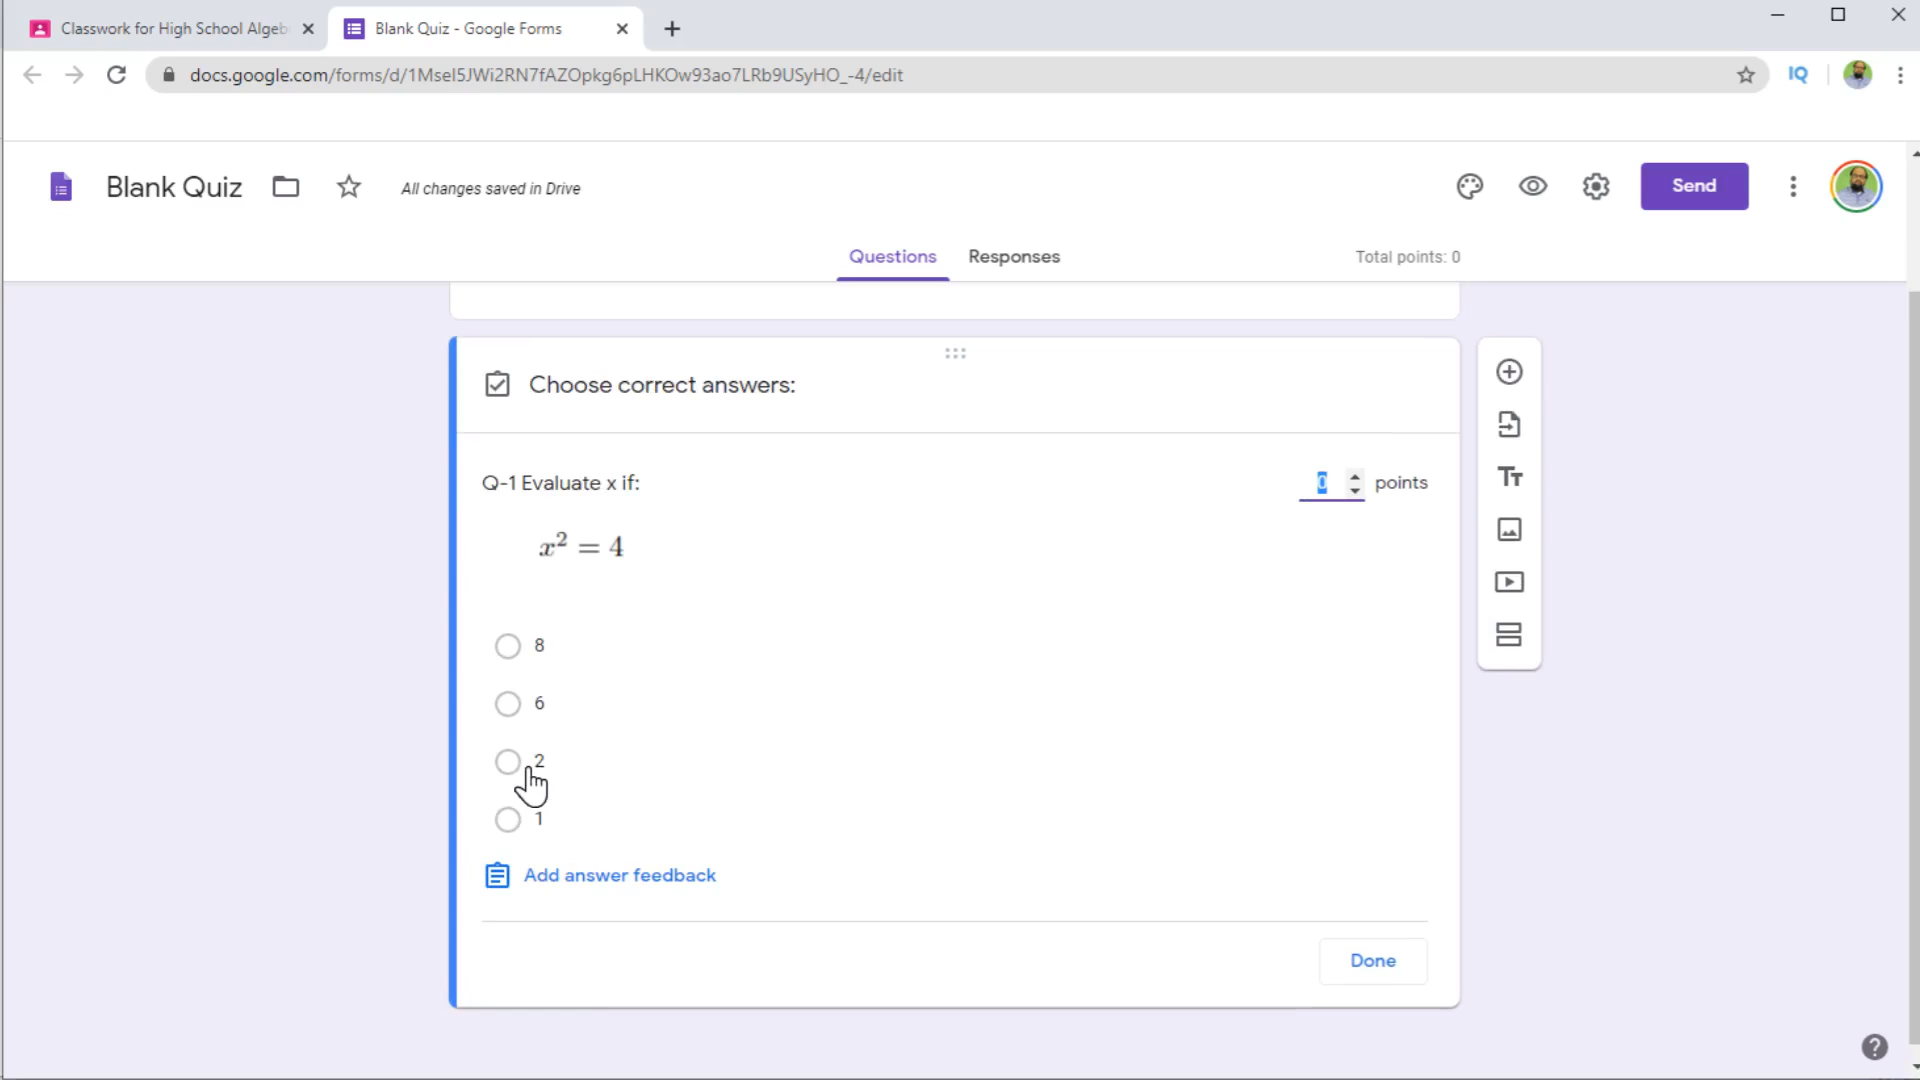 Classwork for High School Algeb
Blank Quiz - Google Forms
docs.google.com/forms/d/1MseI5JWi2RN7fAZOpkg6pLHKOw93ao7LRb9USyHO_-4/edit
IQ
Blank Quiz
All changes saved in Drive
Send
Questions
Responses
Total points: 0
Choose correct answers:
Q-1 Evaluate x if:
0 points
x² = 4
8
6
2
1
Add answer feedback
Done